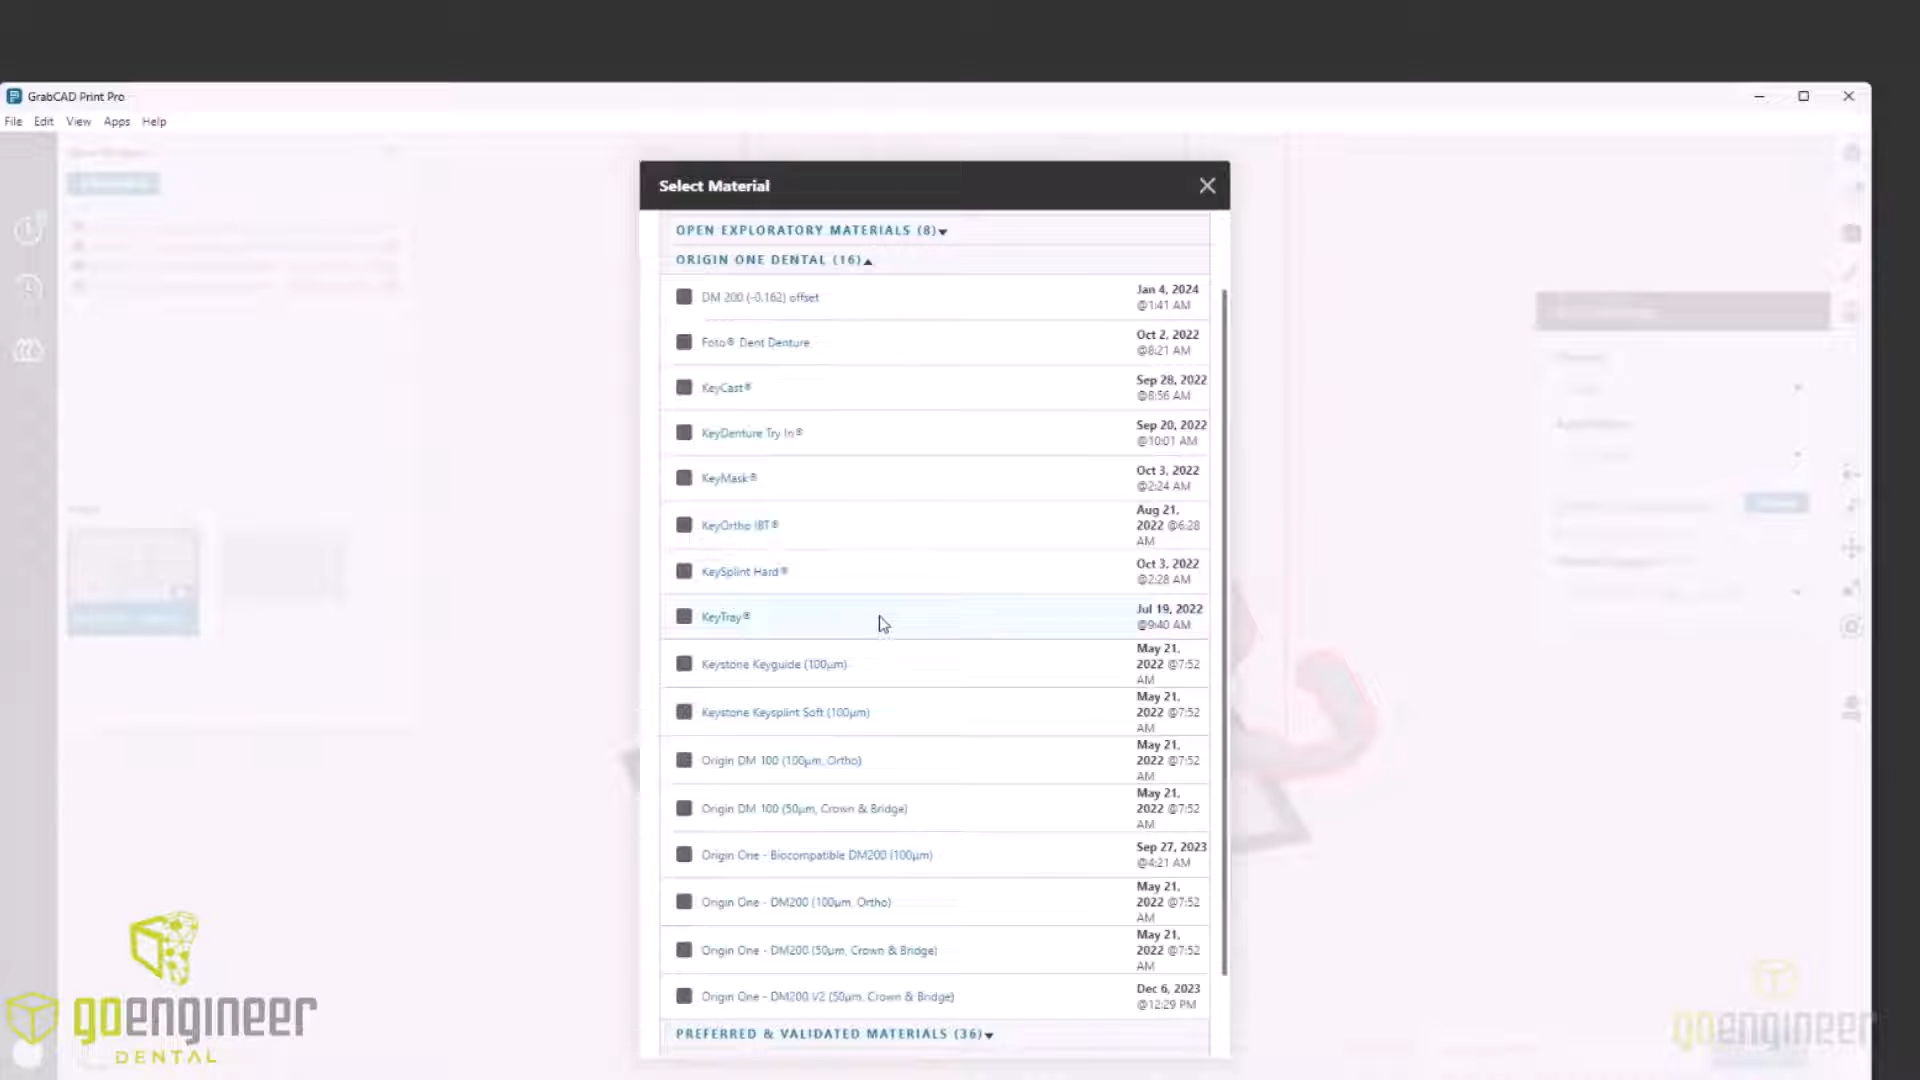 GrabCAD Print Pro
File Edit View Apps Help
Select Material
OPEN EXPLORATORY MATERIALS (8)
ORIGIN ONE DENTAL (16)
DM 200 (-0.162) offset
Jan 4, 2024
@1:41 AM
Foto® Dent Denture
Oct 2, 2022
@8:21 AM
KeyCast®
Sep 28, 2022
@8:56 AM
KeyDenture Try In®
Sep 20, 2022
@10:01 AM
KeyMask®
Oct 3, 2022
@2:24 AM
KeyOrtho IBT®
Aug 21,
2022 @6:28
AM
KeySplint Hard®
Oct 3, 2022
@2:28 AM
KeyTray®
Jul 19, 2022
@9:40 AM
Keystone Keyguide (100µm)
May 21,
2022 @7:52
AM
Keystone Keysplint Soft (100µm)
May 21,
2022 @7:52
AM
Origin DM 100 (100µm, Ortho)
May 21,
2022 @7:52
AM
Origin DM 100 (50µm, Crown & Bridge)
May 21,
2022 @7:52
AM
Origin One - Biocompatible DM200 (100µm)
Sep 27, 2023
@4:21 AM
Origin One - DM200 (100µm, Ortho)
May 21,
2022 @7:52
AM
Origin One - DM200 (50µm, Crown & Bridge)
May 21,
2022 @7:52
AM
Origin One - DM200 V2 (50µm, Crown & Bridge)
Dec 6, 2023
@12:29 PM
PREFERRED & VALIDATED MATERIALS (36)
goengineer
DENTAL
goengineer